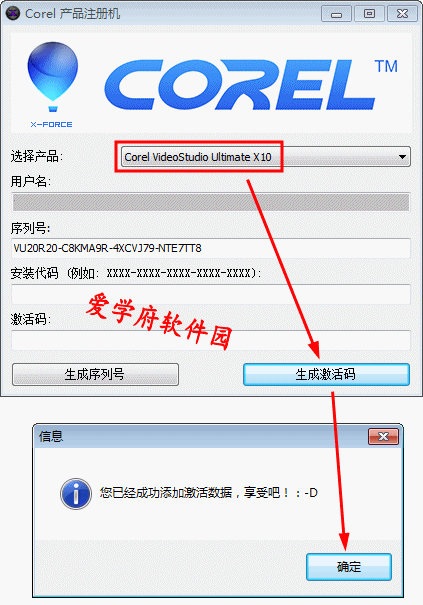 Corel 产品注册机
COREL™
X-FORCE
选择产品:
Corel VideoStudio Ultimate X10
用户名:
序列号:
VU20R20-C8KMA9R-4XCVJ79-NTE7TT8
安装代码 (例如: XXXX-XXXX-XXXX-XXXX-XXXX):
爱学府软件园
激活码:
生成序列号
生成激活码
信息
您已经成功添加激活数据，享受吧！：-D
确定